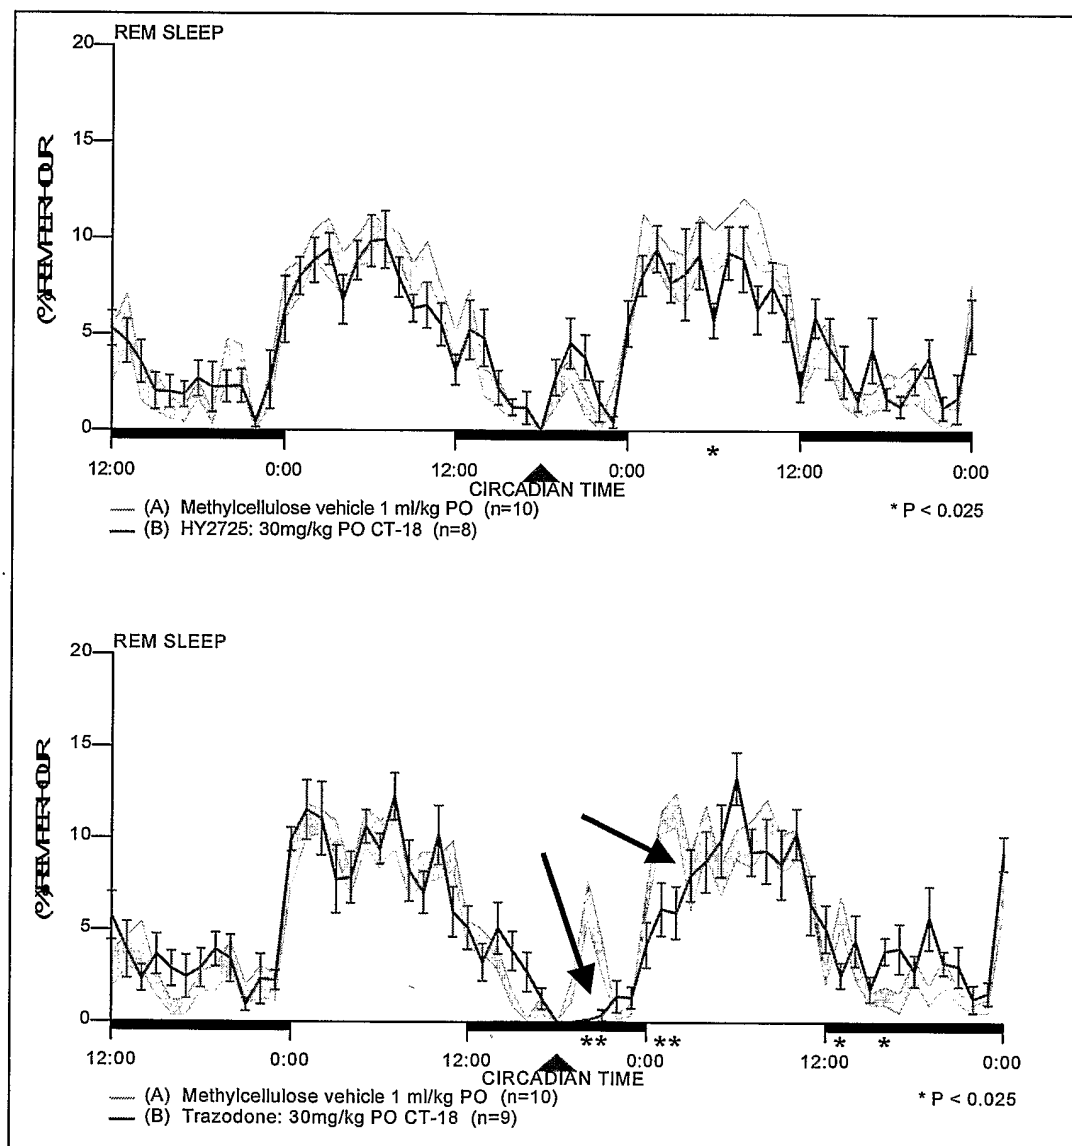 REM SLEEP
20
15
10
5
0
12:00 0:00 12:00 0:00 12:00 0:00
*
CIRCADIAN TIME
(A) Methylcellulose vehicle 1 ml/kg PO (n=10)
(B) HY2725: 30mg/kg PO CT-18 (n=8)
* P < 0.025
REM SLEEP
20
15
10
5
0
** ** * *
12:00 0:00 12:00 0:00 12:00 0:00
CIRCADIAN TIME
(A) Methylcellulose vehicle 1 ml/kg PO (n=10)
(B) Trazodone: 30mg/kg PO CT-18 (n=9)
* P < 0.025